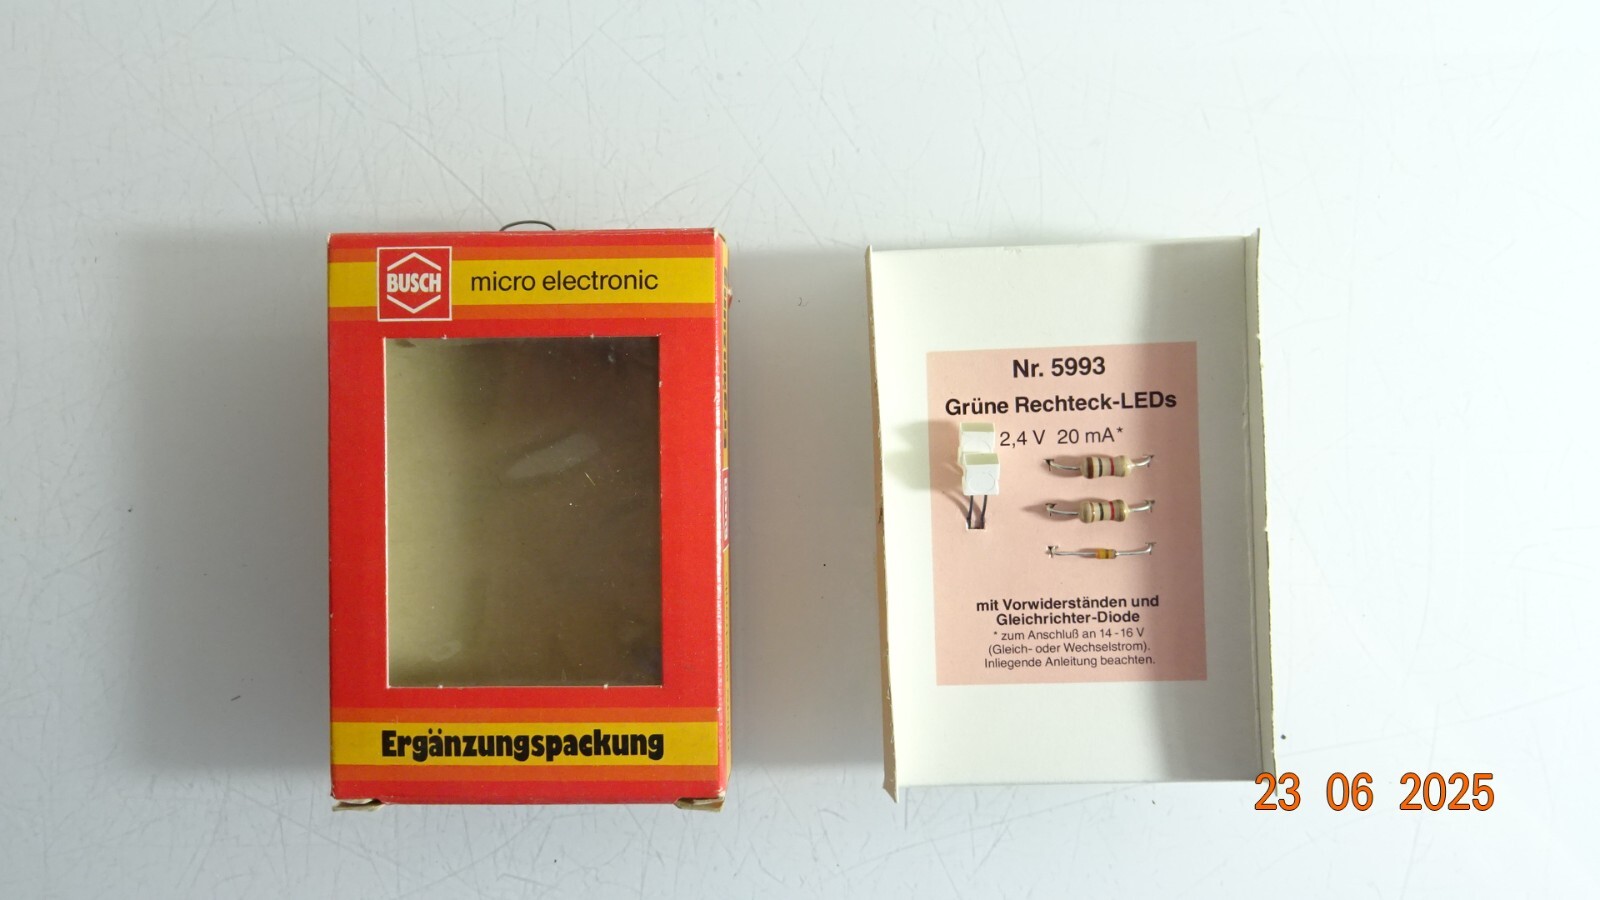 BUSCH
micro electronic
Ergänzungspackung
Nr. 5993
Grüne Rechteck-LEDs
2,4 V 20 mA*
mit Vorwiderständen und
Gleichrichter-Diode
* zum Anschluß an 14-16 V
(Gleich- oder Wechselstrom).
Inliegende Anleitung beachten.
23 06 2025